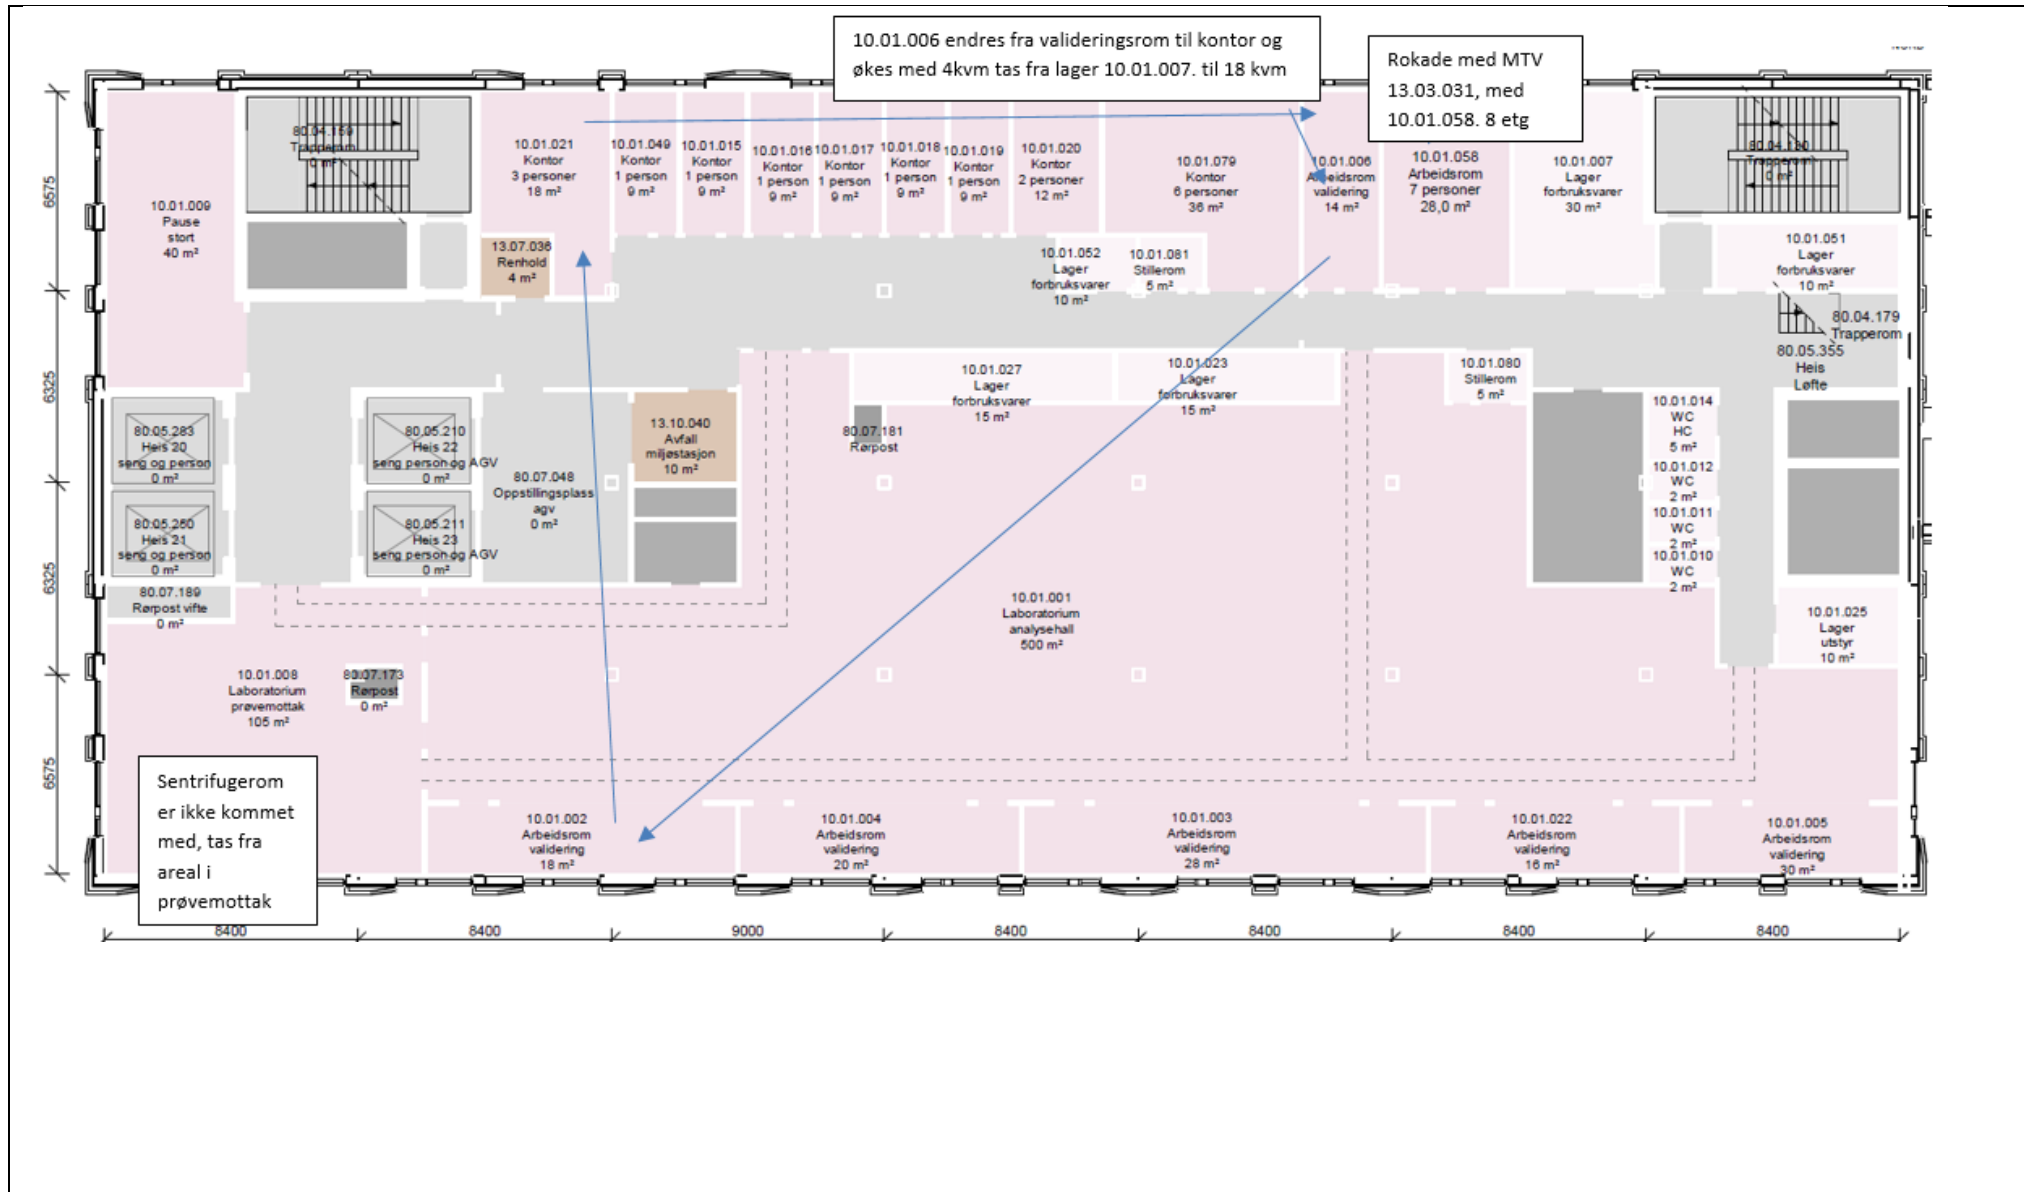 10.01.006 endres fra valideringsrom til kontor og
økes med 4kvm tas fra lager 10.01.007. til 18 kvm
Rokade med MTV
13.03.031, med
10.01.058. 8 etg
80.04.159
Trapperom
0 m²
10.01.021
Kontor
3 personer
18 m²
10.01.049
Kontor
1 person
9 m²
10.01.015
Kontor
1 person
9 m²
10.01.016
Kontor
1 person
9 m²
10.01.017
Kontor
1 person
9 m²
10.01.018
Kontor
1 person
9 m²
10.01.019
Kontor
1 person
9 m²
10.01.020
Kontor
2 personer
12 m²
10.01.079
Kontor
6 personer
36 m²
10.01.006
Arbeidsrom
validering
14 m²
10.01.058
Arbeidsrom
7 personer
28,0 m²
10.01.007
Lager
forbruksvarer
30 m²
80.04.180
Trapperom
0 m²
6575
10.01.009
Pause
stort
40 m²
13.07.036
Renhold
4 m²
10.01.052
Lager
forbruksvarer
10 m²
10.01.081
Stillerom
5 m²
10.01.051
Lager
forbruksvarer
10 m²
80.04.179
Trapperom
80.05.355
Heis
Løfte
6325
10.01.027
Lager
forbruksvarer
15 m²
10.01.023
Lager
forbruksvarer
15 m²
10.01.080
Stillerom
5 m²
80.05.283
Heis 20
seng og person
0 m²
80.05.210
Heis 22
seng person og AGV
0 m²
13.10.040
Avfall
miljøstasjon
10 m²
80.07.181
Rørpost
10.01.014
WC
HC
5 m²
10.01.012
WC
2 m²
10.01.011
WC
2 m²
10.01.010
WC
2 m²
80.07.048
Oppstillingsplass
agv
0 m²
80.05.250
Heis 21
seng og person
0 m²
80.05.211
Heis 23
seng person og AGV
0 m²
6325
80.07.189
Rørpost vifte
0 m²
10.01.001
Laboratorium
analysehall
500 m²
10.01.025
Lager
utstyr
10 m²
10.01.008
Laboratorium
prøvemottak
105 m²
80.07.173
Rørpost
0 m²
6575
Sentrifugerom
er ikke kommet
med, tas fra
areal i
prøvemottak
10.01.002
Arbeidsrom
validering
18 m²
10.01.004
Arbeidsrom
validering
20 m²
10.01.003
Arbeidsrom
validering
28 m²
10.01.022
Arbeidsrom
validering
16 m²
10.01.005
Arbeidsrom
validering
30 m²
8400
8400
9000
8400
8400
8400
8400